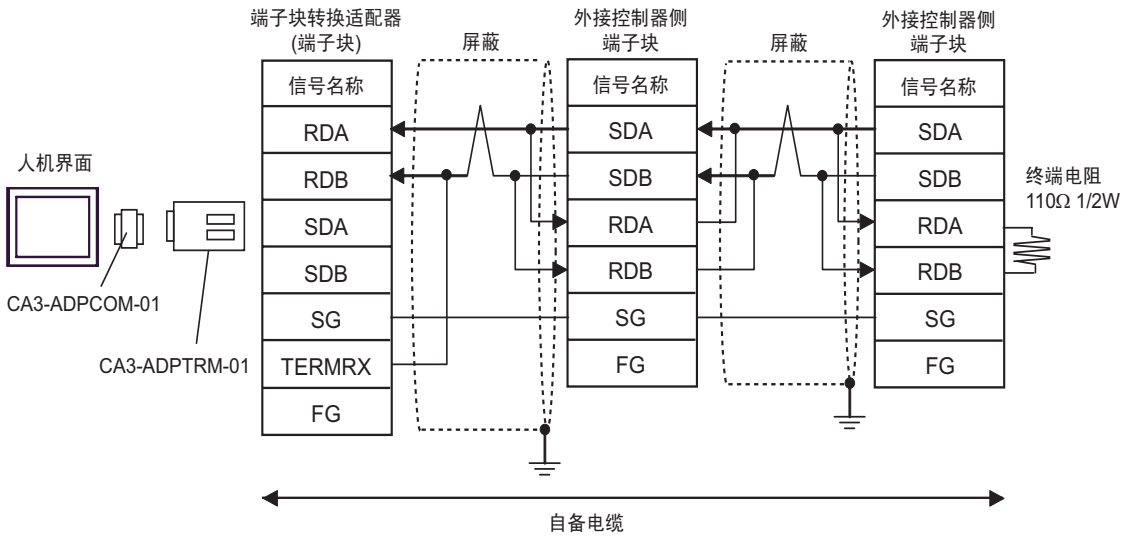 端子块转换适配器
(端子块)
屏蔽
外接控制器侧
端子块
屏蔽
外接控制器侧
端子块
信号名称
RDA
RDB
SDA
SDB
SG
TERMRX
FG
信号名称
SDA
SDB
RDA
RDB
SG
FG
信号名称
SDA
SDB
RDA
RDB
SG
FG
人机界面
CA3-ADPCOM-01
CA3-ADPTRM-01
终端电阻
110Ω 1/2W
自备电缆